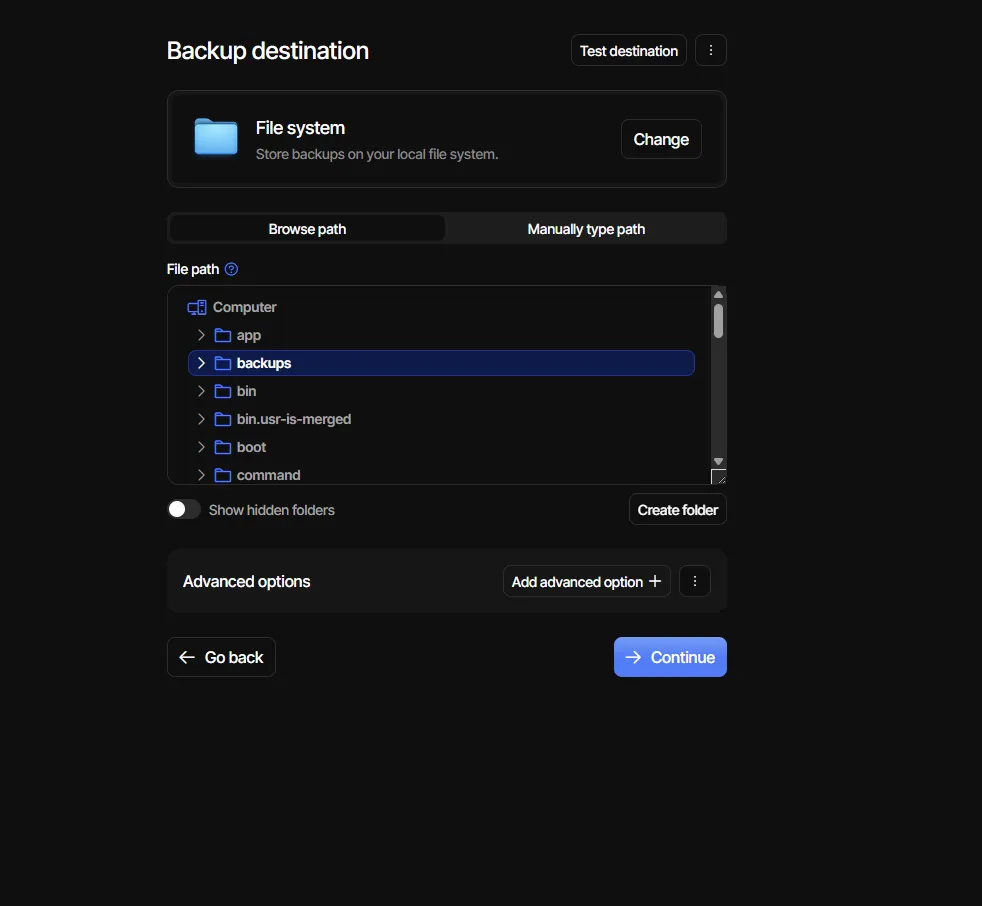 Backup destination
Test destination
File system
Store backups on your local file system.
Change
Browse path
Manually type path
File path
Computer
app
backups
bin
bin.usr-is-merged
boot
command
Show hidden folders
Create folder
Advanced options
Add advanced option
Go back
Continue